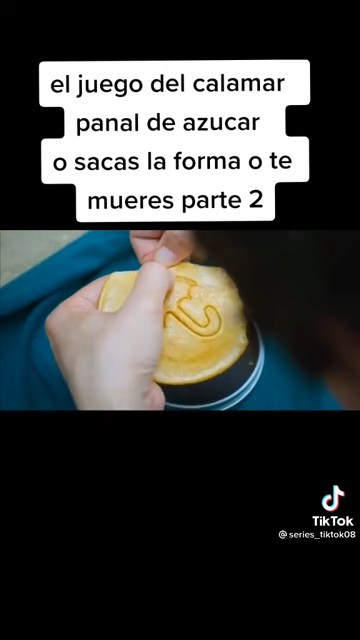 el juego del calamar
panal de azucar
o sacas la forma o te
mueres parte 2
TikTok
@series_tiktok08